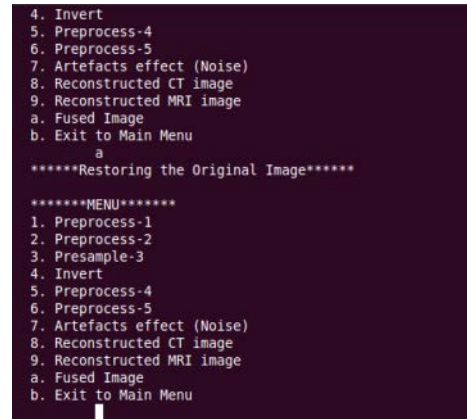 4. Invert
5. Preprocess-4
6. Preprocess-5
7. Artefacts effect (Noise)
8. Reconstructed CT image
9. Reconstructed MRI image
a. Fused Image
b. Exit to Main Menu
a
******Restoring the Original Image******
*******MENU*******
1. Preprocess-1
2. Preprocess-2
3. Presample-3
4. Invert
5. Preprocess-4
6. Preprocess-5
7. Artefacts effect (Noise)
8. Reconstructed CT image
9. Reconstructed MRI image
a. Fused Image
b. Exit to Main Menu